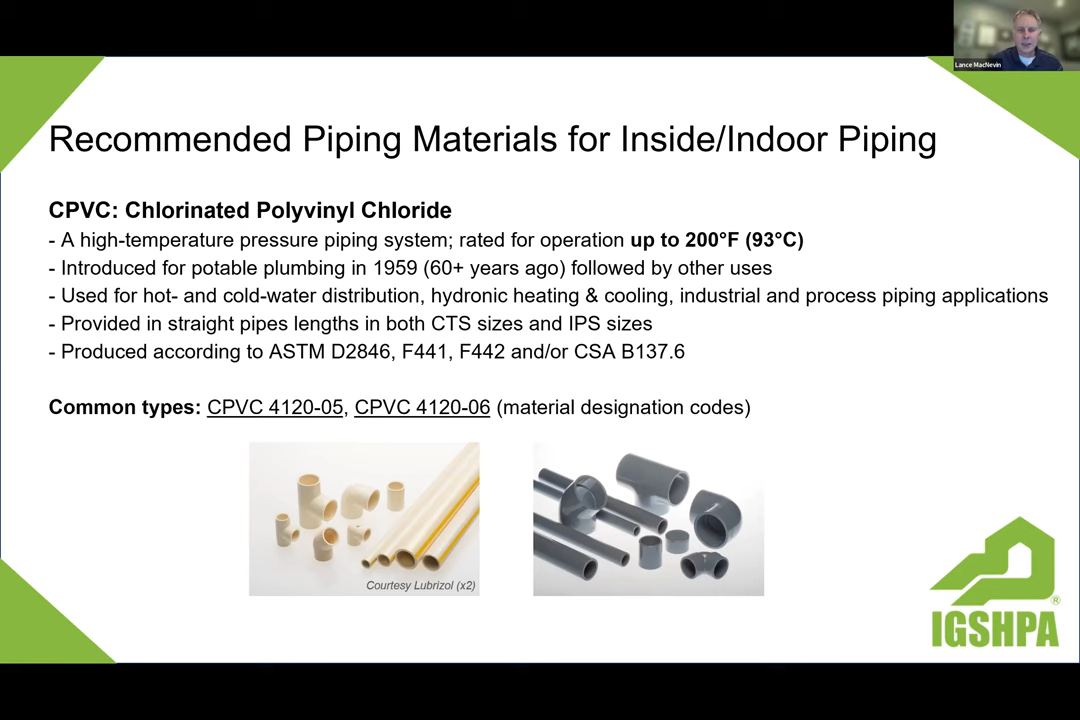 Lance MacNevin
Recommended Piping Materials for Inside/Indoor Piping
CPVC: Chlorinated Polyvinyl Chloride
- A high-temperature pressure piping system; rated for operation up to 200°F (93°C)
- Introduced for potable plumbing in 1959 (60+ years ago) followed by other uses
- Used for hot- and cold-water distribution, hydronic heating & cooling, industrial and process piping applications
- Provided in straight pipes lengths in both CTS sizes and IPS sizes
- Produced according to ASTM D2846, F441, F442 and/or CSA B137.6
Common types: CPVC 4120-05, CPVC 4120-06 (material designation codes)
Courtesy Lubrizol (x2)
®
IGSHPA